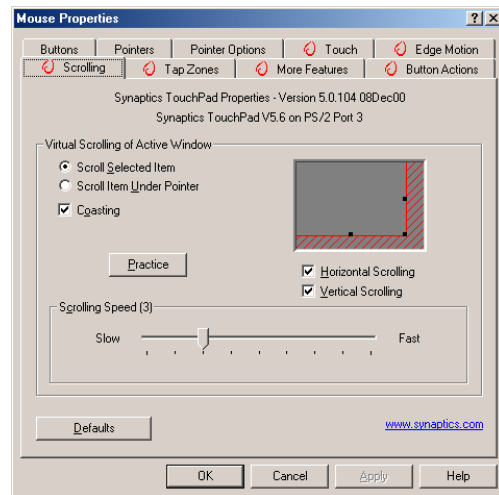 Mouse Properties
Buttons Pointers Pointer Options Touch Edge Motion
Scrolling Tap Zones More Features Button Actions
Synaptics TouchPad Properties - Version 5.0.104 08Dec00
Synaptics TouchPad V5.6 on PS/2 Port 3
Virtual Scrolling of Active Window
Scroll Selected Item
Scroll Item Under Pointer
Coasting
Practice
Horizontal Scrolling
Vertical Scrolling
Scrolling Speed (3)
Slow Fast
Defaults
www.synaptics.com
OK Cancel Apply Help